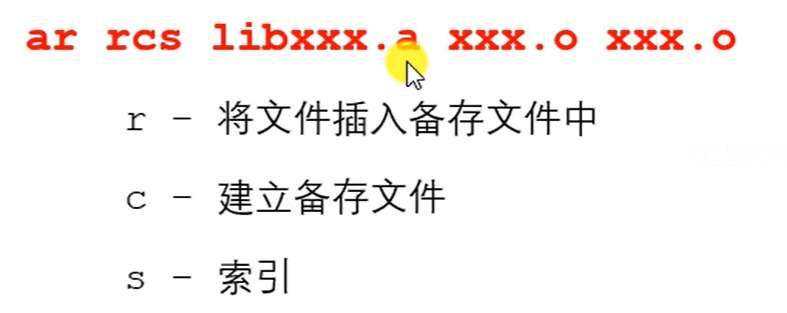 ar rcs libxxx.a xxx.o xxx.o
r - 将文件插入备存文件中
c - 建立备存文件
s - 索引